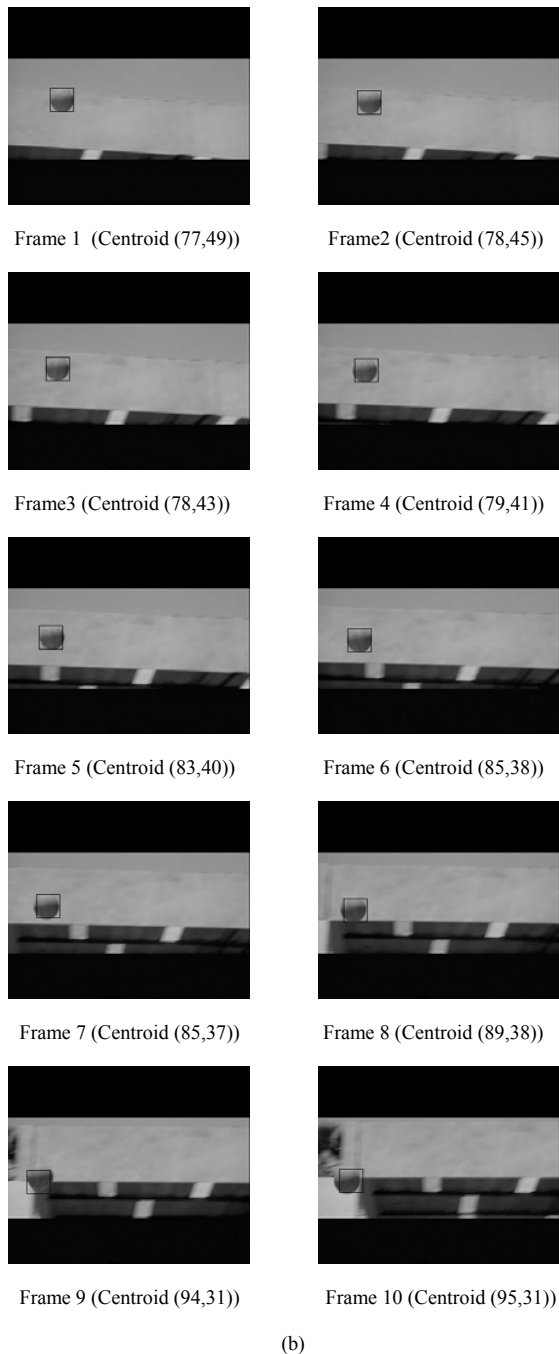 Frame 1  (Centroid (77,49))
Frame2 (Centroid (78,45))
Frame3 (Centroid (78,43))
Frame 4 (Centroid (79,41))
Frame 5 (Centroid (83,40))
Frame 6 (Centroid (85,38))
Frame 7 (Centroid (85,37))
Frame 8 (Centroid (89,38))
Frame 9 (Centroid (94,31))
Frame 10 (Centroid (95,31))
(b)